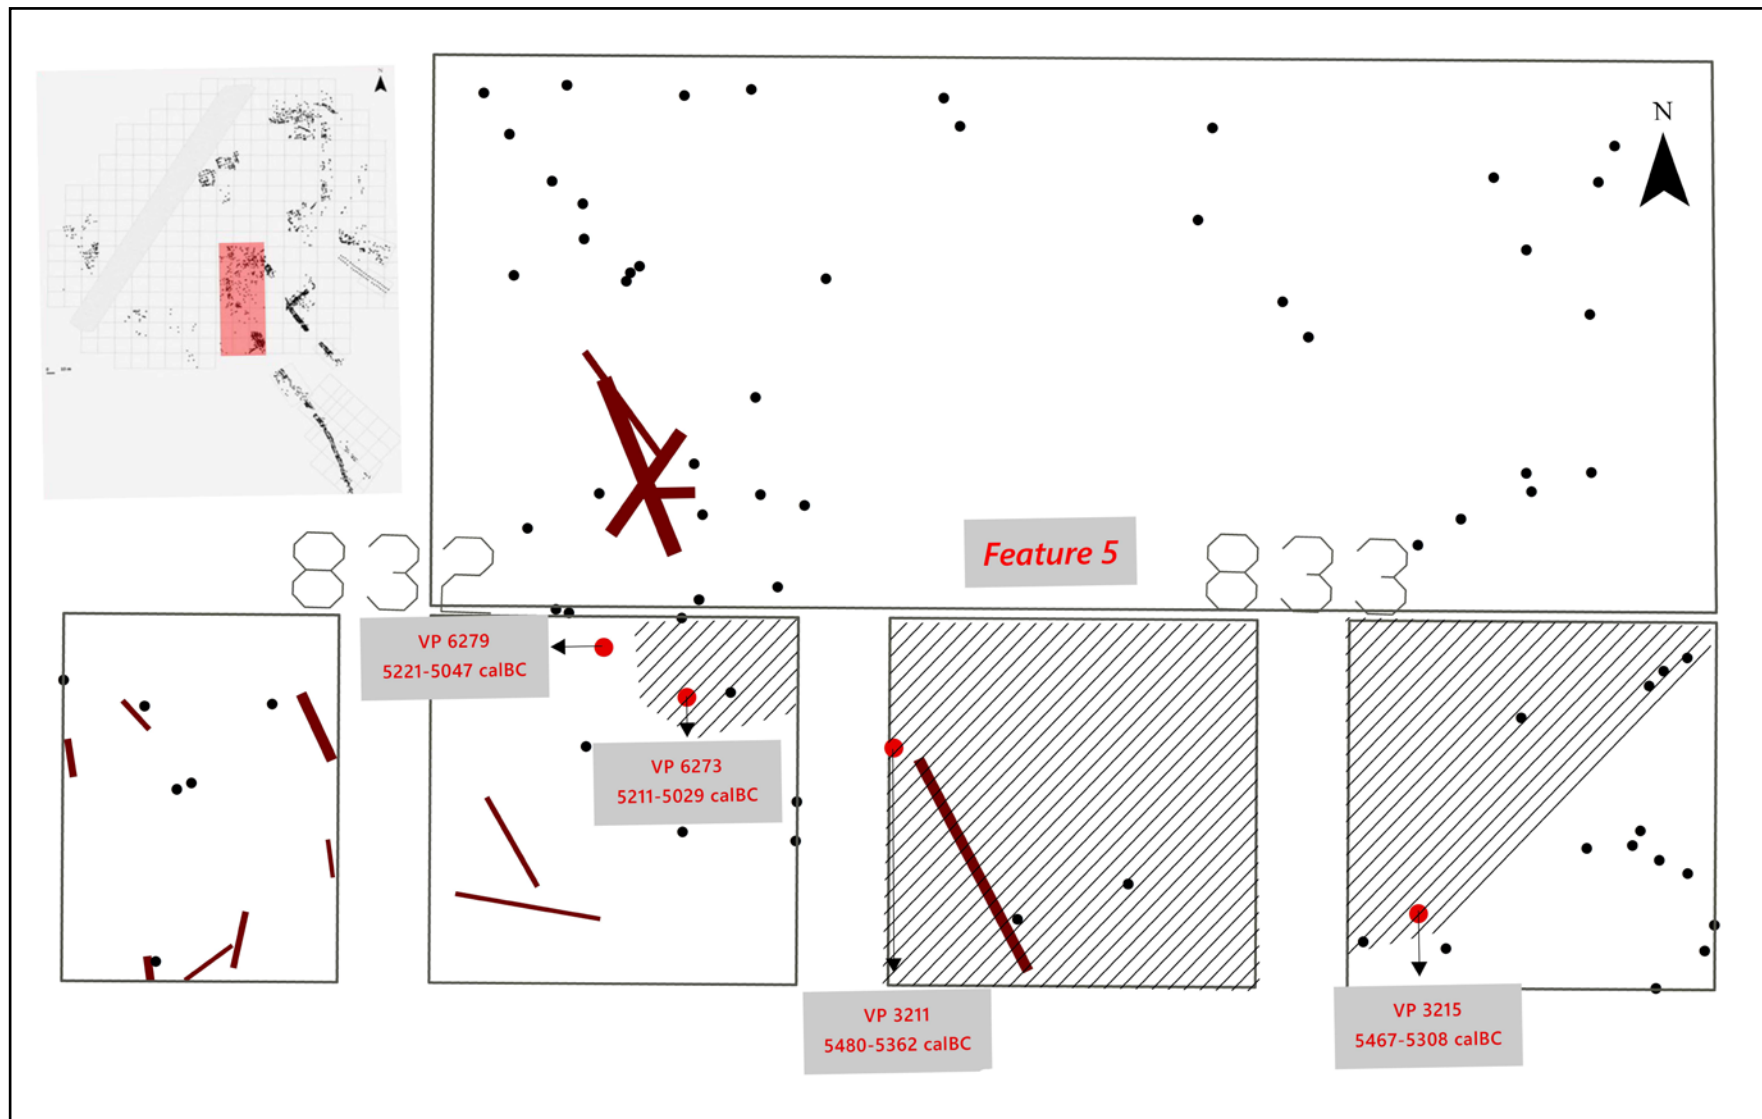 N
Feature 5
832
833
VP 6279
5221-5047 calBC
VP 6273
5211-5029 calBC
VP 3211
5480-5362 calBC
VP 3215
5467-5308 calBC